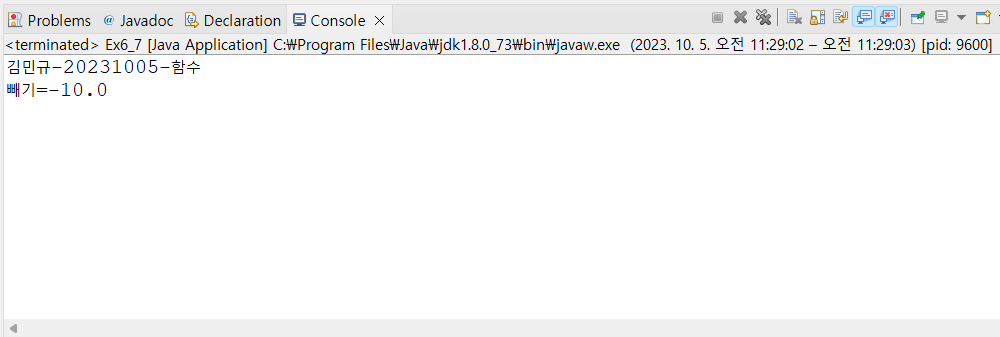 Problems @ Javadoc Declaration Console
<terminated> Ex6_7 [Java Application] C:₩Program Files₩Java₩jdk1.8.0_73₩bin₩javaw.exe (2023. 10. 5. 오전 11:29:02 – 오전 11:29:03) [pid: 9600]
김민규-20231005-함수
빼기=-10.0